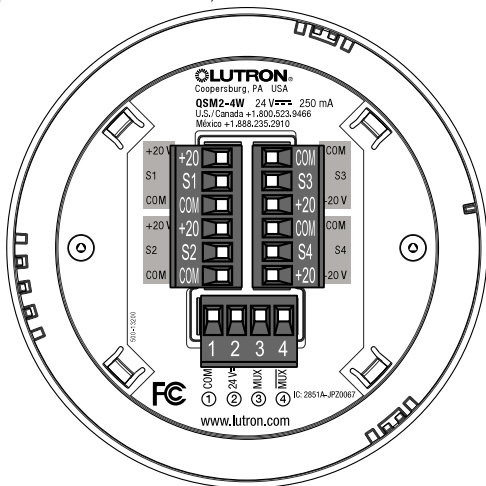 LUTRON®
Coopersburg, PA USA
QSM2-4W 24 V 250 mA
U.S./Canada +1.800.523.9466
México +1.888.235.2910
+20 V +20 COM COM
S1 S1 S3 S3
COM COM +20 -20 V
+20 V +20 COM COM
S2 S2 S4 S4
COM COM +20 -20 V
500-13200
1 2 3 4
COM 24 V MUX MUX
① ② ③ ④
FC IC: 2851A-JPZ0067
www.lutron.com